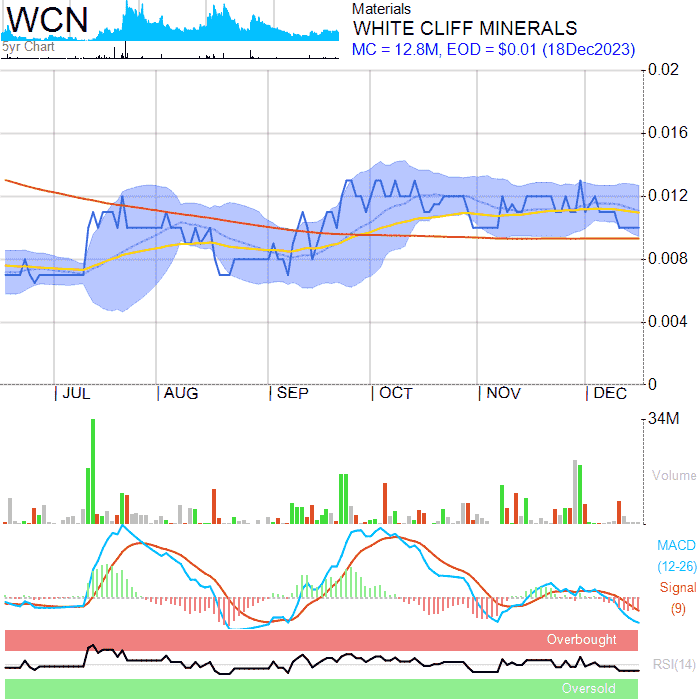 WCN
5yr Chart
Materials
WHITE CLIFF MINERALS
MC = 12.8M, EOD = $0.01 (18Dec2023)
0.02
0.016
0.012
0.008
0.004
0
JUL AUG SEP OCT NOV DEC
34M
Volume
MACD
(12-26)
Signal
(9)
Overbought
RSI(14)
Oversold